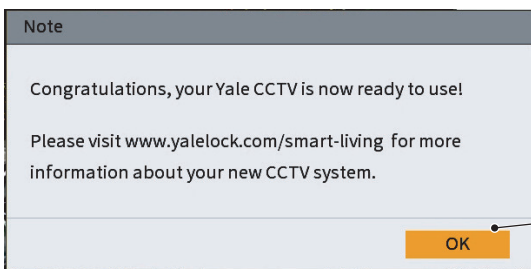 Note
Congratulations, your Yale CCTV is now ready to use!
Please visit www.yalelock.com/smart-living for more
information about your new CCTV system.
OK